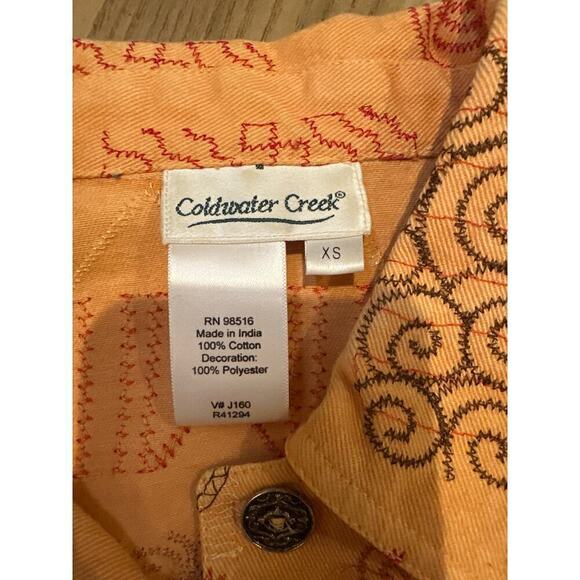 Coldwater Creek®
XS
RN 98516
Made in India
100% Cotton
Decoration:
100% Polyester
V# J160
R41294